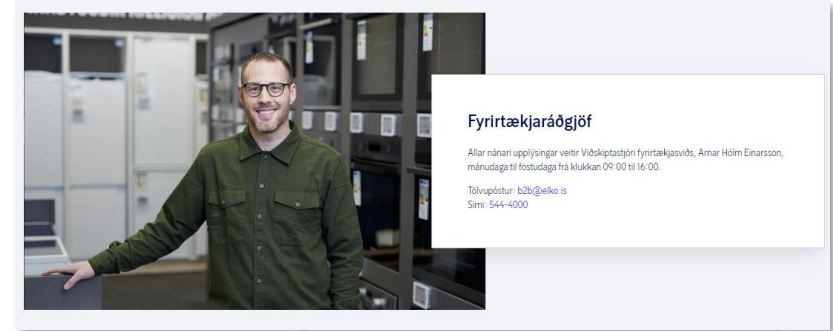 Fyrirtækjaráðgjöf
Allar nánari upplýsingar veitir Viðskiptastjóri fyrirtækjasviðs, Arnar Hólm Einarsson,
mánudaga til föstudaga frá klukkan 09:00 til 16:00.
Tölvupóstur: b2b@elko.is
Sími: 544-4000